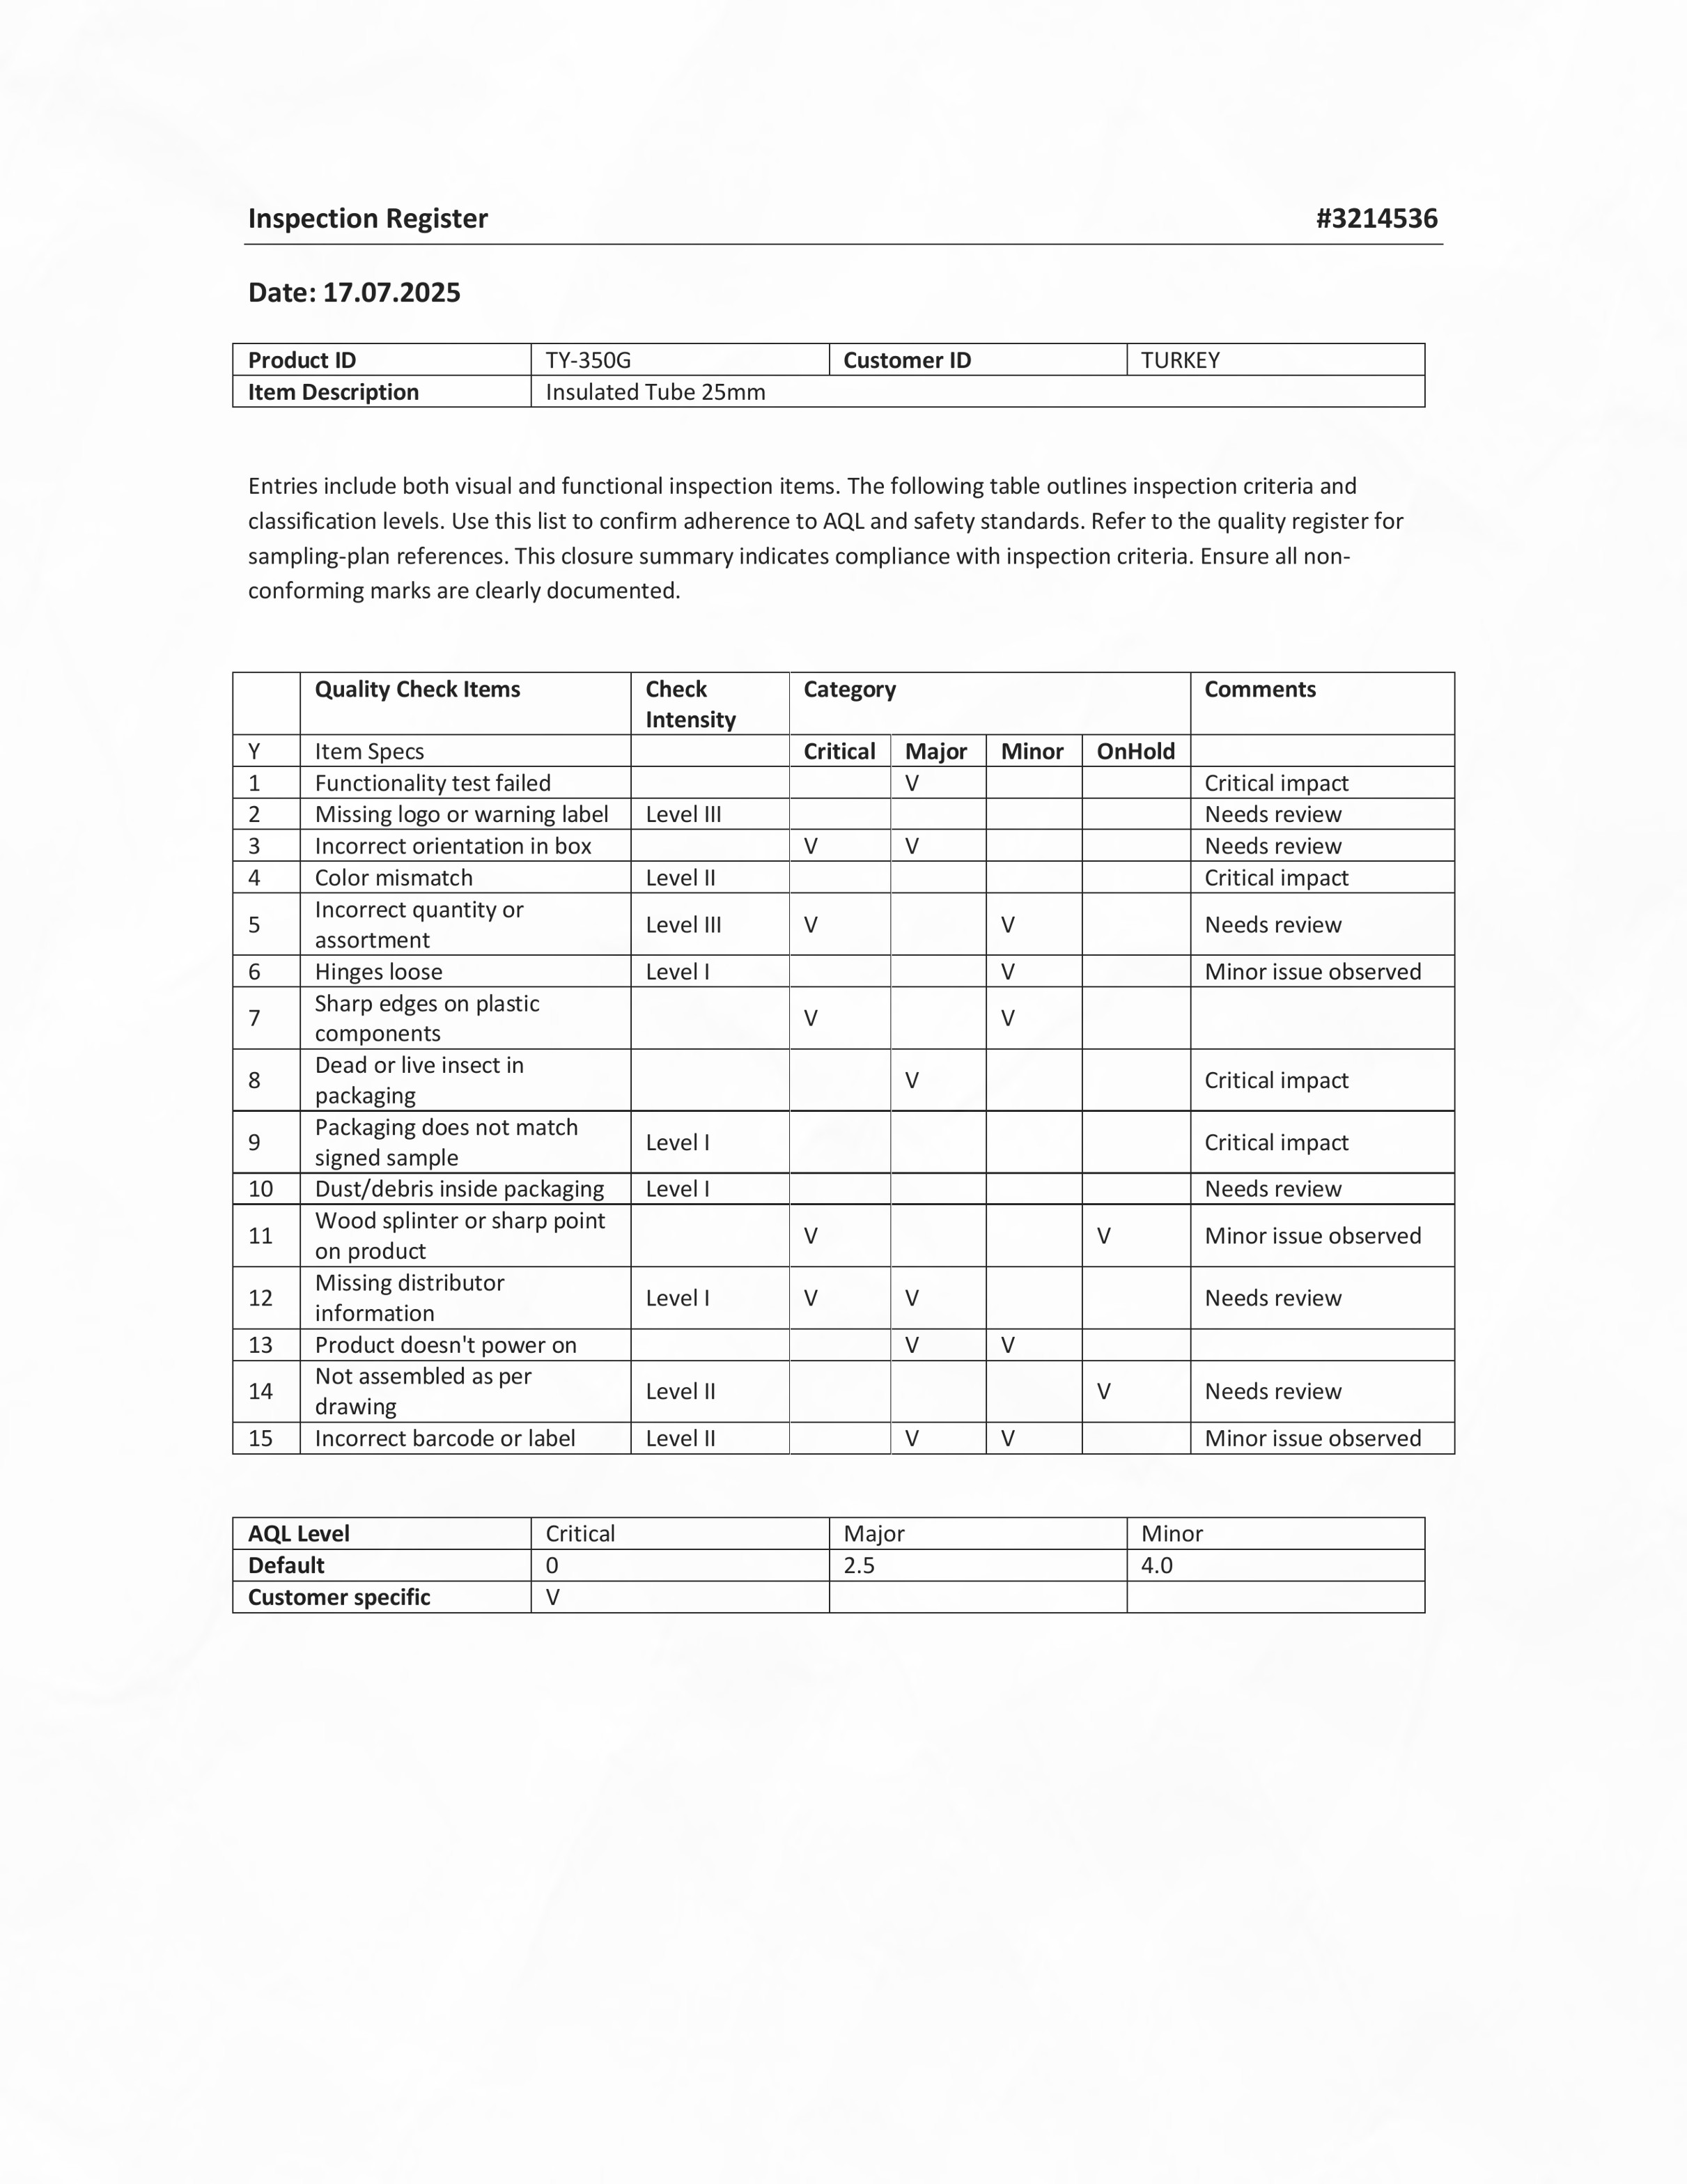 Inspection Register #3214536
Date: 17.07.2025
Product ID TY-350G Customer ID TURKEY
Item Description Insulated Tube 25mm
Entries include both visual and functional inspection items. The following table outlines inspection criteria and
classification levels. Use this list to confirm adherence to AQL and safety standards. Refer to the quality register for
sampling-plan references. This closure summary indicates compliance with inspection criteria. Ensure all non-
conforming marks are clearly documented.
Quality Check Items Check Category Comments
Intensity
Y Item Specs Critical Major Minor OnHold
1 Functionality test failed V Critical impact
2 Missing logo or warning label Level III Needs review
3 Incorrect orientation in box V V Needs review
4 Color mismatch Level II Critical impact
5 Incorrect quantity or
assortment Level III V V Needs review
6 Hinges loose Level I V Minor issue observed
7 Sharp edges on plastic
components V V
8 Dead or live insect in
packaging V Critical impact
9 Packaging does not match
signed sample Level I Critical impact
10 Dust/debris inside packaging Level I Needs review
11 Wood splinter or sharp point
on product V V Minor issue observed
12 Missing distributor
information Level I V V Needs review
13 Product doesn't power on V V
14 Not assembled as per
drawing Level II V Needs review
15 Incorrect barcode or label Level II V V Minor issue observed
AQL Level Critical Major Minor
Default 0 2.5 4.0
Customer specific V